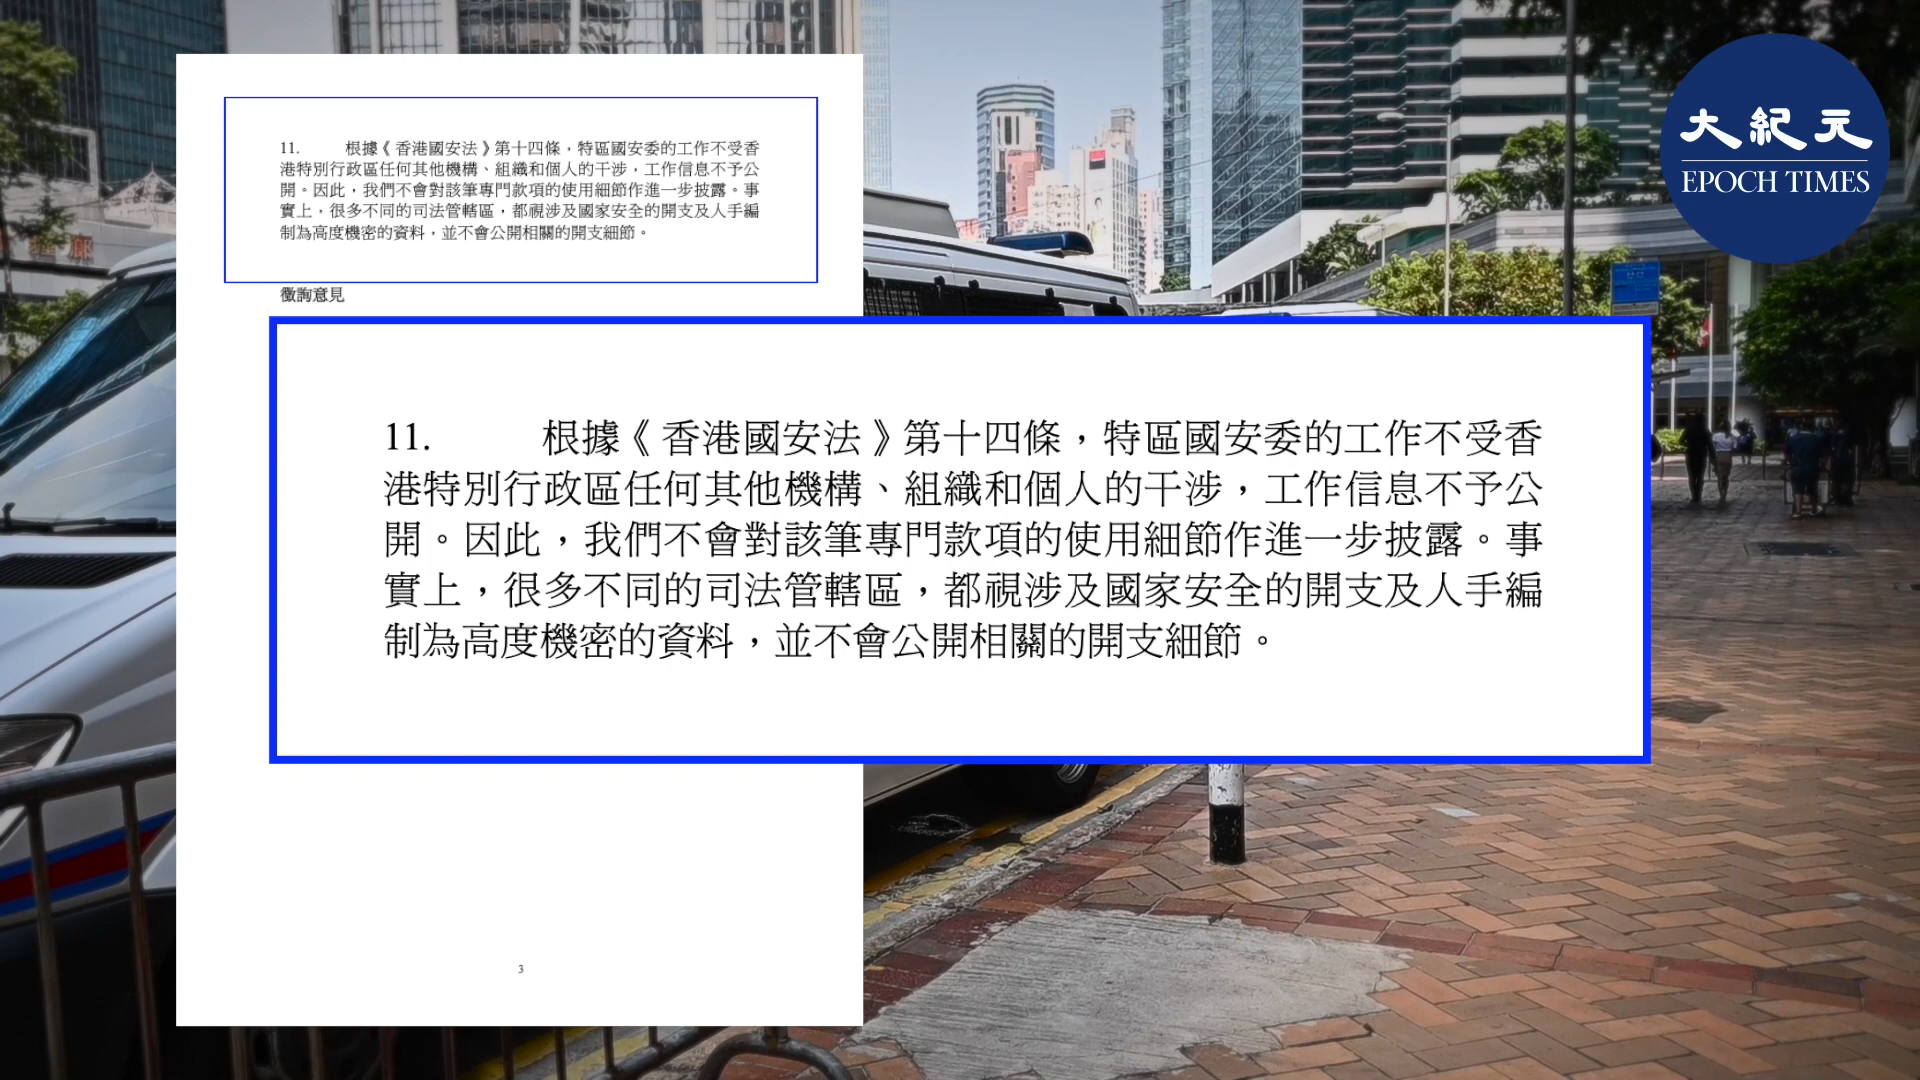 11. 根據《香港國安法》第十四條，特區國安委的工作不受香
港特別行政區任何其他機構、組織和個人的干涉，工作信息不予公
開。因此，我們不會對該筆專門款項的使用細節作進一步披露。事
實上，很多不同的司法管轄區，都視涉及國家安全的開支及人手編
制為高度機密的資料，並不會公開相關的開支細節。
徵詢意見
11. 根據《香港國安法》第十四條，特區國安委的工作不受香
港特別行政區任何其他機構、組織和個人的干涉，工作信息不予公
開。因此，我們不會對該筆專門款項的使用細節作進一步披露。事
實上，很多不同的司法管轄區，都視涉及國家安全的開支及人手編
制為高度機密的資料，並不會公開相關的開支細節。
3
大紀元
EPOCH TIMES